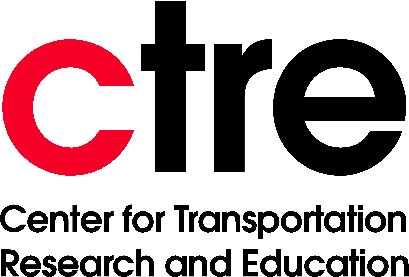 ctre
Center for Transportation
Research and Education